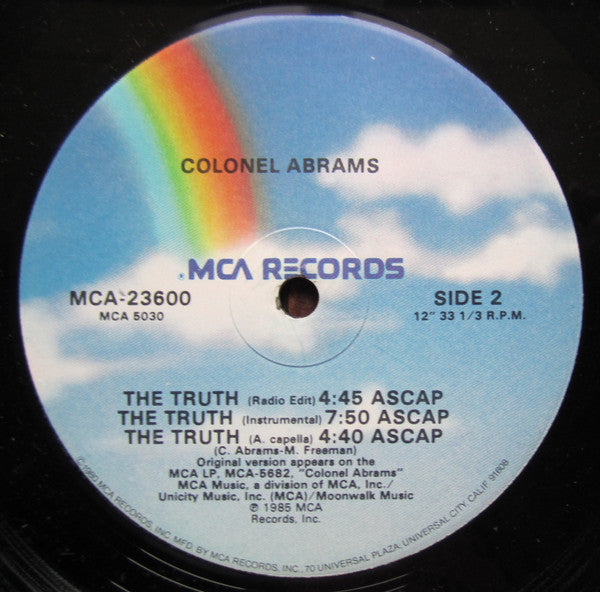 COLONEL ABRAMS
®MCA RECORDS
MCA-23600
MCA 5030
SIDE 2
12" 33 1/3 R.P.M.
THE TRUTH (Radio Edit) 4:45 ASCAP
THE TRUTH (Instrumental) 7:50 ASCAP
THE TRUTH (A. capella) 4:40 ASCAP
(C. Abrams-M. Freeman)
Original version appears on the
MCA LP, MCA-5682, "Colonel Abrams"
MCA Music, a division of MCA, Inc./
Unicity Music, Inc. (MCA)/Moonwalk Music
℗ 1985 MCA
Records, Inc.
MCA RECORDS, INC. MFD. BY MCA RECORDS, INC., 70 UNIVERSAL PLAZA, UNIVERSAL CITY, CALIF. 91608